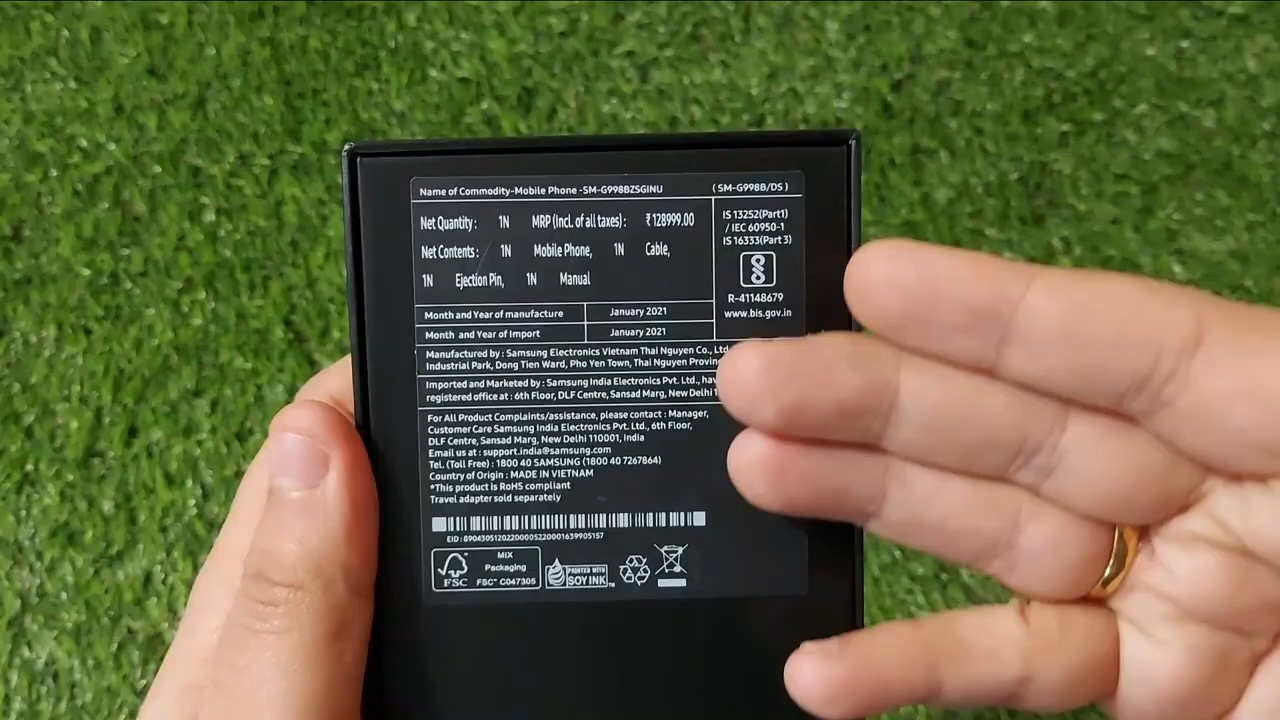 Name of Commodity-Mobile Phone -SM-G998BZSGINU ( SM-G998B/DS )
Net Quantity : 1N MRP (Incl. of all taxes) : ₹128999.00
Net Contents : 1N Mobile Phone, 1N Cable,
1N Ejection Pin, 1N Manual
IS 13252(Part1)
/ IEC 60950-1
IS 16333(Part 3)
R-41148679
www.bis.gov.in
Month and Year of manufacture January 2021
Month and Year of Import January 2021
Manufactured by : Samsung Electronics Vietnam Thai Nguyen Co., Ltd
Industrial Park, Dong Tien Ward, Pho Yen Town, Thai Nguyen
Imported and Marketed by : Samsung India Electronics Pvt. Ltd.,
registered office at : 6th Floor, DLF Centre, Sansad Marg, New Delhi
For All Product Complaints/assistance, please contact : Manager,
Customer Care Samsung India Electronics Pvt. Ltd., 6th Floor,
DLF Centre, Sansad Marg, New Delhi 110001, India
Email us at : support.india@samsung.com
Tel. (Toll Free) : 1800 40 SAMSUNG (1800 40 7267864)
Country of Origin : MADE IN VIETNAM
*This product is RoHS compliant
Travel adapter sold separately
EID : 89043051202200005220001639905157
FSC
MIX
Packaging
FSC™ C047305
PRINTED WITH
SOY INK™